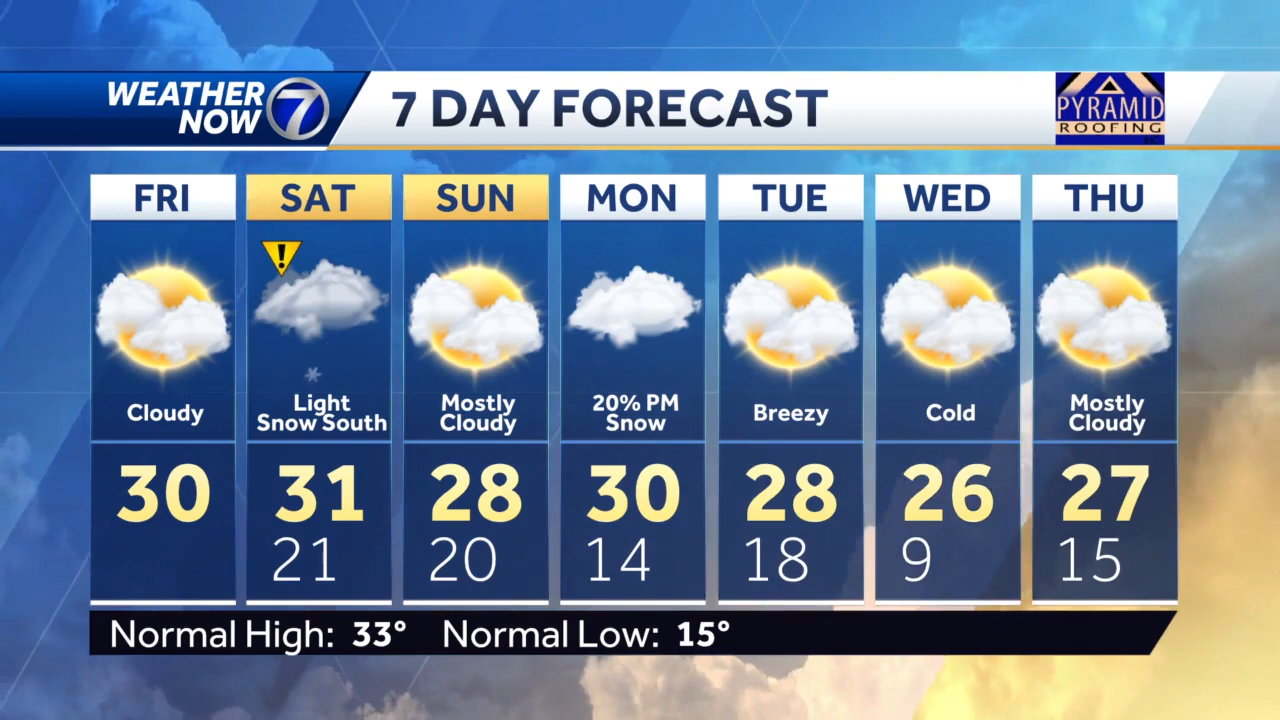 WEATHER
NOW 7
7 DAY FORECAST
PYRAMID
ROOFING
FRI
SAT
SUN
MON
TUE
WED
THU
!
Cloudy
Light
Snow South
Mostly
Cloudy
20% PM
Snow
Breezy
Cold
Mostly
Cloudy
30
31
28
30
28
26
27
21
20
14
18
9
15
Normal High: 33° Normal Low: 15°